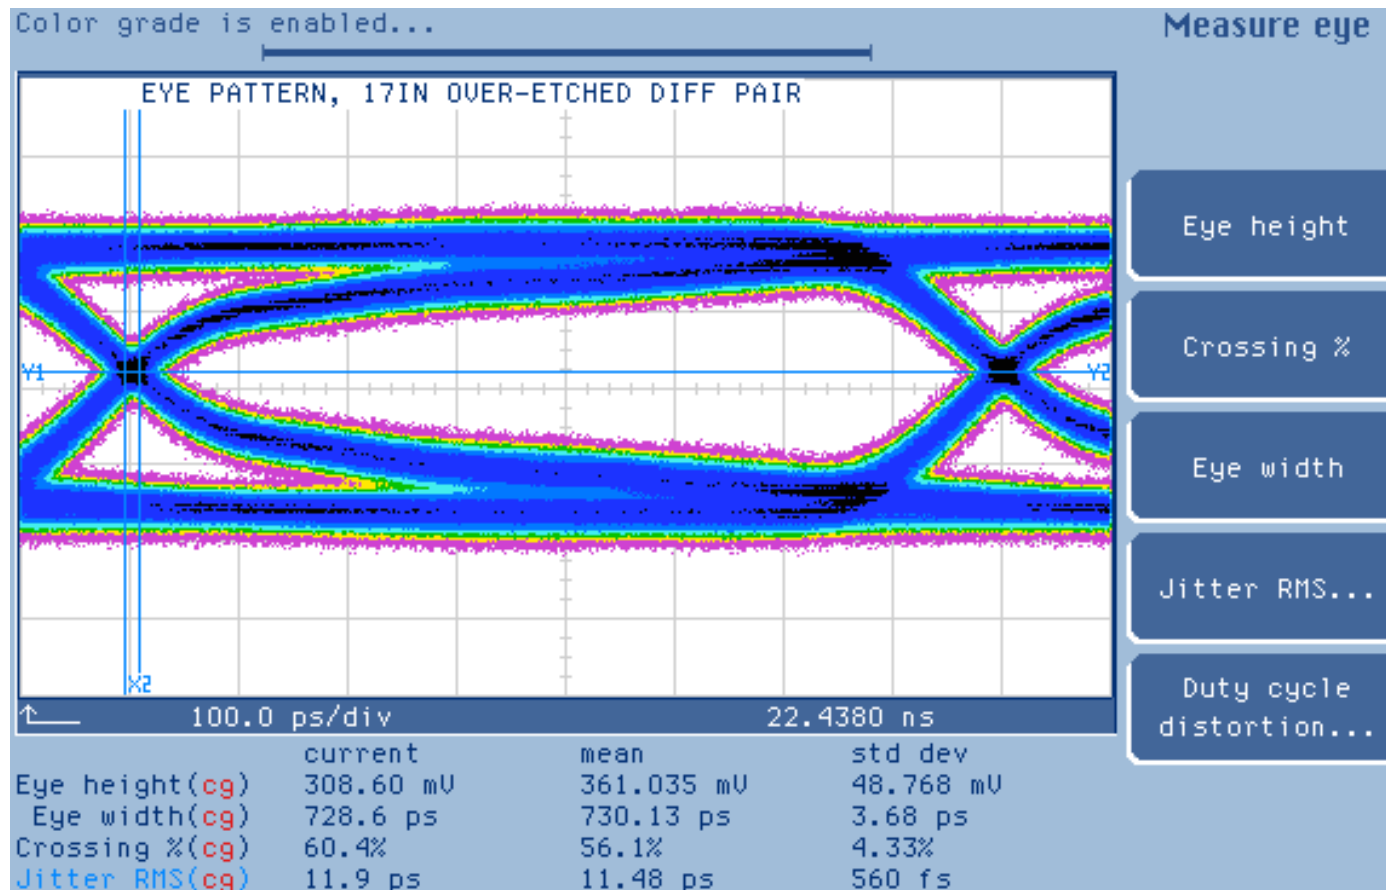 Color grade is enabled...
Measure eye
EYE PATTERN, 17IN OVER-ETCHED DIFF PAIR
Y1
Y2
X2
100.0 ps/div 22.4380 ns
Eye height
Crossing %
Eye width
Jitter RMS...
Duty cycle
distortion...
current mean std dev
Eye height(cg) 308.60 mV 361.035 mV 48.768 mV
Eye width(cg) 728.6 ps 730.13 ps 3.68 ps
Crossing %(cg) 60.4% 56.1% 4.33%
Jitter RMS(cg) 11.9 ps 11.48 ps 560 fs